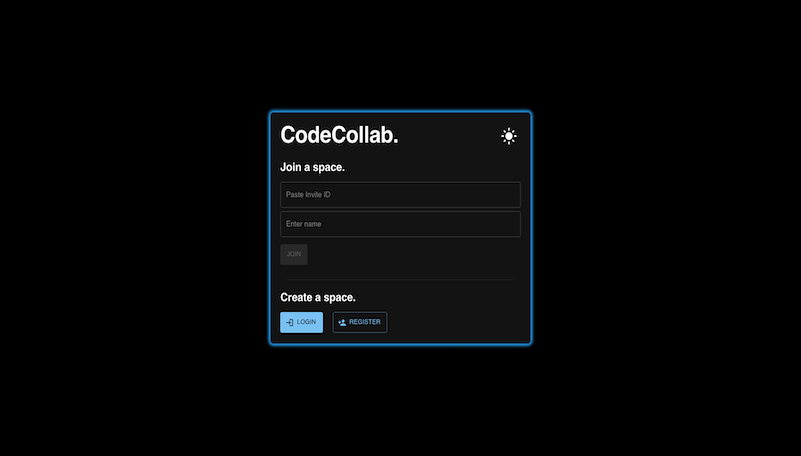 CodeCollab.
Join a space.
Paste Invite ID
Enter name
JOIN
Create a space.
LOGIN
REGISTER